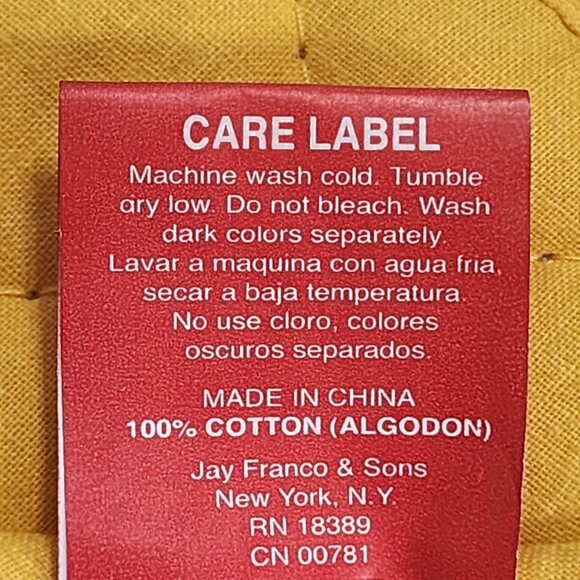 CARE LABEL
Machine wash cold. Tumble
dry low. Do not bleach. Wash
dark colors separately.
Lavar a maquina con agua fria,
secar a baja temperatura.
No use cloro, colores
oscuros separados.
MADE IN CHINA
100% COTTON (ALGODON)
Jay Franco & Sons
New York, N.Y.
RN 18389
CN 00781